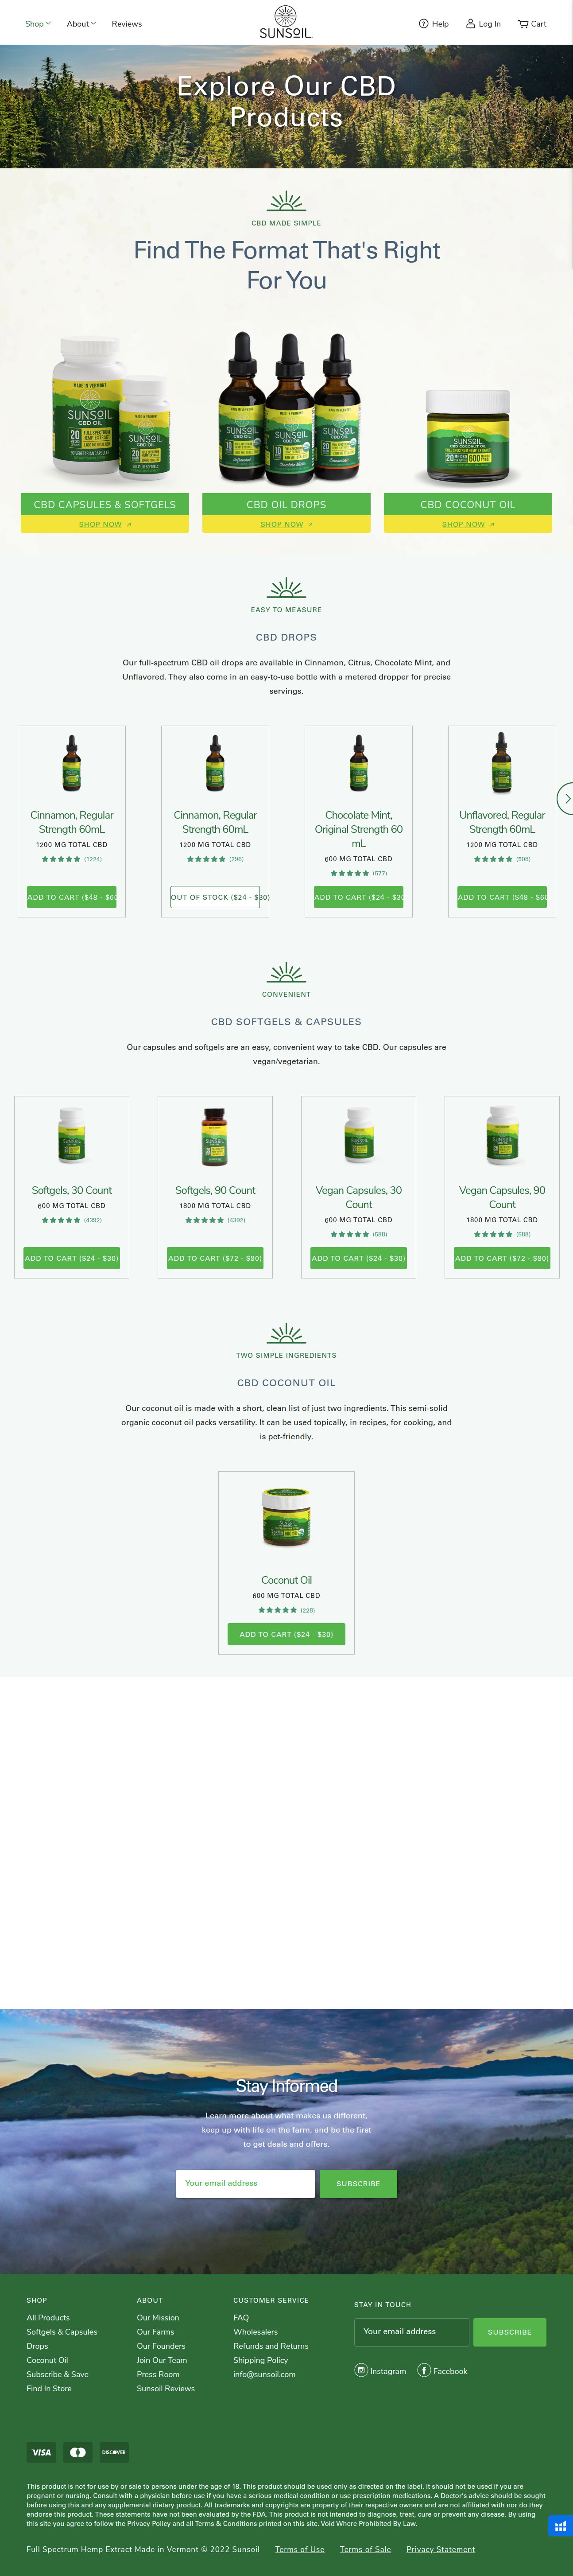 Shop
About
Reviews
SUNSOIL
Help
Log In
Cart
Explore Our CBD
Products
CBD MADE SIMPLE
Find The Format That's Right
For You
CBD CAPSULES & SOFTGELS
SHOP NOW
CBD OIL DROPS
SHOP NOW
CBD COCONUT OIL
SHOP NOW
EASY TO MEASURE
CBD DROPS
Our full-spectrum CBD oil drops are available in Cinnamon, Citrus, Chocolate Mint, and
Unflavored. They also come in an easy-to-use bottle with a metered dropper for precise
servings.
Cinnamon, Regular
Strength 60mL
1200 MG TOTAL CBD
(1224)
ADD TO CART ($48 - $60
Cinnamon, Regular
Strength 60mL
1200 MG TOTAL CBD
(296)
OUT OF STOCK ($24 - $30)
Chocolate Mint,
Original Strength 60
mL
600 MG TOTAL CBD
(577)
ADD TO CART ($24 - $30
Unflavored, Regular
Strength 60mL
1200 MG TOTAL CBD
(508)
ADD TO CART ($48 - $60
CONVENIENT
CBD SOFTGELS & CAPSULES
Our capsules and softgels are an easy, convenient way to take CBD. Our capsules are
vegan/vegetarian.
Softgels, 30 Count
600 MG TOTAL CBD
(4392)
ADD TO CART ($24 - $30)
Softgels, 90 Count
1800 MG TOTAL CBD
(4392)
ADD TO CART ($72 - $90)
Vegan Capsules, 30
Count
600 MG TOTAL CBD
(588)
ADD TO CART ($24 - $30)
Vegan Capsules, 90
Count
1800 MG TOTAL CBD
(588)
ADD TO CART ($72 - $90)
TWO SIMPLE INGREDIENTS
CBD COCONUT OIL
Our coconut oil is made with a short, clean list of just two ingredients. This semi-solid
organic coconut oil packs versatility. It can be used topically, in recipes, for cooking, and
is pet-friendly.
Coconut Oil
600 MG TOTAL CBD
(228)
ADD TO CART ($24 - $30)
Stay Informed
Learn more about what makes us different,
keep up with life on the farm, and be the first
to get deals and offers.
Your email address
SUBSCRIBE
SHOP
All Products
Softgels & Capsules
Drops
Coconut Oil
Subscribe & Save
Find In Store
ABOUT
Our Mission
Our Farms
Our Founders
Join Our Team
Press Room
Sunsoil Reviews
CUSTOMER SERVICE
FAQ
Wholesalers
Refunds and Returns
Shipping Policy
info@sunsoil.com
STAY IN TOUCH
Your email address
SUBSCRIBE
Instagram
Facebook
VISA
DISCOVER
This product is not for use by or sale to persons under the age of 18. This product should be used only as directed on the label. It should not be used if you are
pregnant or nursing. Consult with a physician before use if you have a serious medical condition or use prescription medications. A Doctor's advice should be sought
before using this and any supplemental dietary product. All trademarks and copyrights are property of their respective owners and are not affiliated with nor do they
endorse this product. These statements have not been evaluated by the FDA. This product is not intended to diagnose, treat, cure or prevent any disease. By using
this site you agree to follow the Privacy Policy and all Terms & Conditions printed on this site. Void Where Prohibited By Law.
Full Spectrum Hemp Extract Made in Vermont © 2022 Sunsoil
Terms of Use
Terms of Sale
Privacy Statement